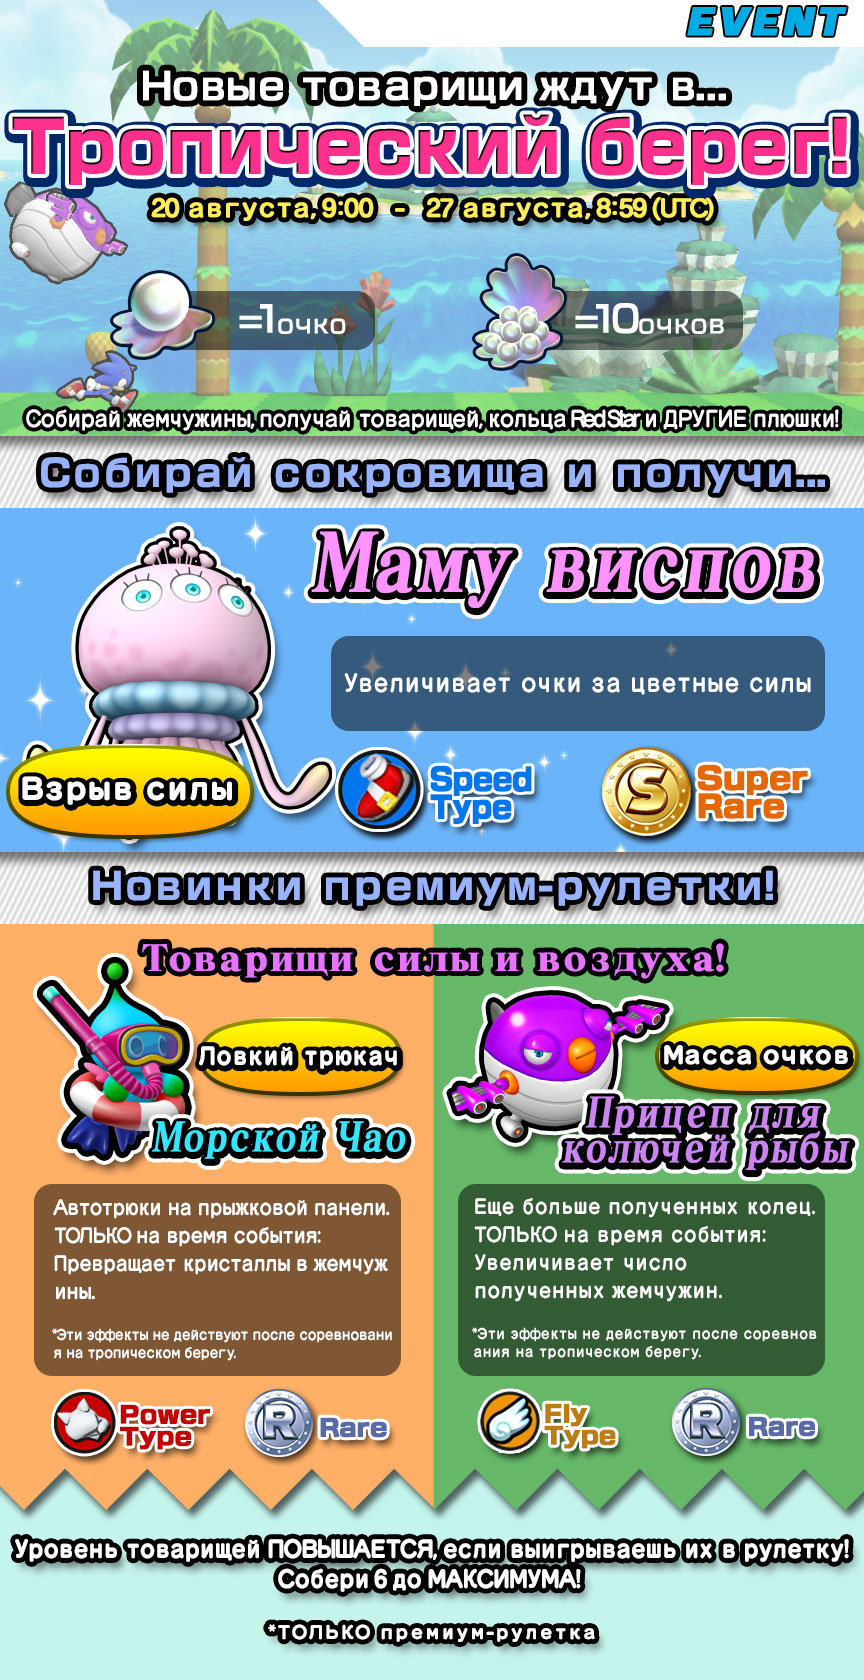 EVENT
Новые товарищи ждут в...
Тропический берег!
20 августа, 9:00 - 27 августа, 8:59 (UTC)
=1 очко
=10 очков
Собирай жемчужины, получай товарищей, кольца Red Star и ДРУГИЕ плюшки!
Собирай сокровища и получи...
Маму виспов
Увеличивает очки за цветные силы
Взрыв силы
Speed
Type
S
Super
Rare
Новинки премиум-рулетки!
Товарищи силы и воздуха!
Ловкий трюкач
Морской Чао
Автотрюки на прыжковой панели.
ТОЛЬКО на время события:
Превращает кристаллы в жемчуж
ины.
*Эти эффекты не действуют после соревновани
я на тропическом берегу.
Power
Type
R
Rare
Масса очков
Прицеп для
колючей рыбы
Еще больше полученных колец.
ТОЛЬКО на время события:
Увеличивает число
полученных жемчужин.
*Эти эффекты не действуют после соревнов
ания на тропическом берегу.
Fly
Type
R
Rare
Уровень товарищей ПОВЫШАЕТСЯ, если выигрываешь их в рулетку!
Собери 6 до МАКСИМУМА!
*ТОЛЬКО премиум-рулетка